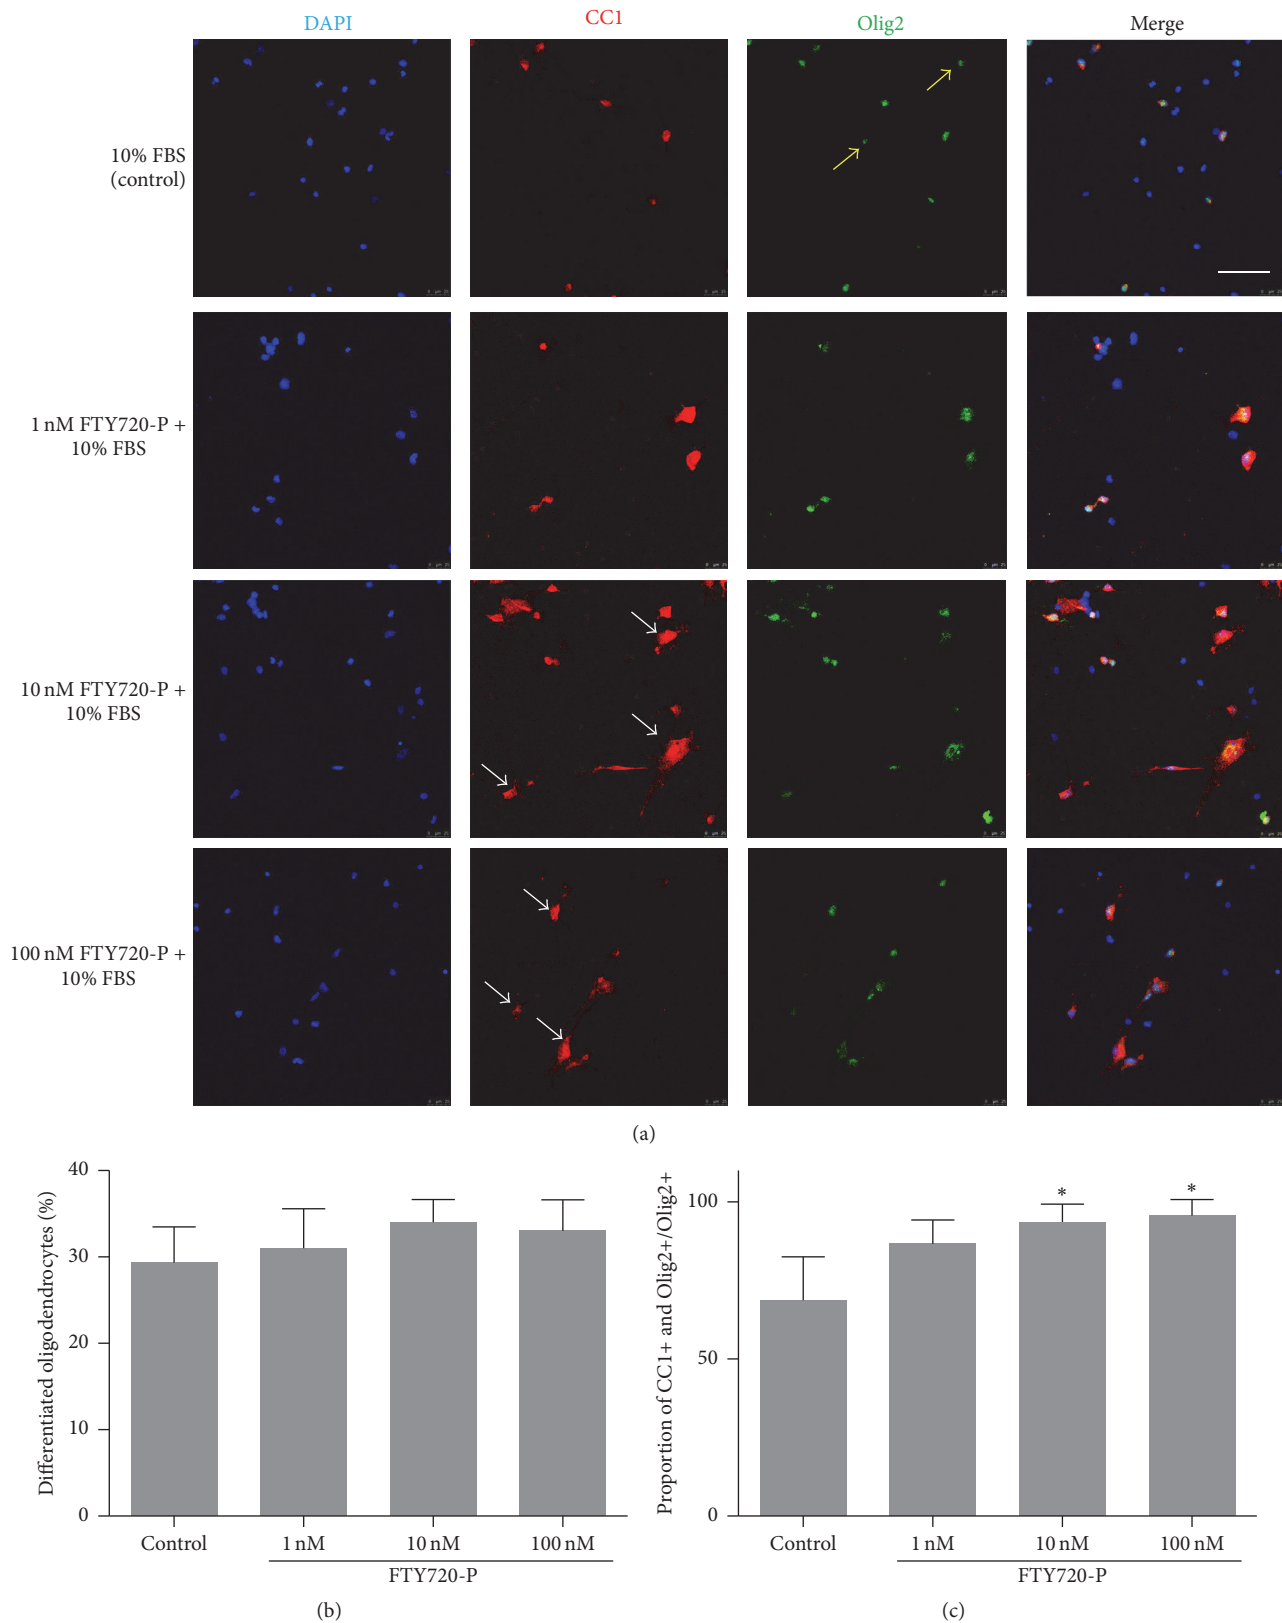 DAPI
CC1
Olig2
Merge
10% FBS
(control)
1 nM FTY720-P +
10% FBS
10 nM FTY720-P +
10% FBS
100 nM FTY720-P +
10% FBS
(a)
Differentiated oligodendrocytes (%)
40
30
20
10
0
Control
1 nM
10 nM
100 nM
FTY720-P
(b)
Proportion of CC1+ and Olig2+/Olig2+
100
50
0
*
*
Control
1 nM
10 nM
100 nM
FTY720-P
(c)